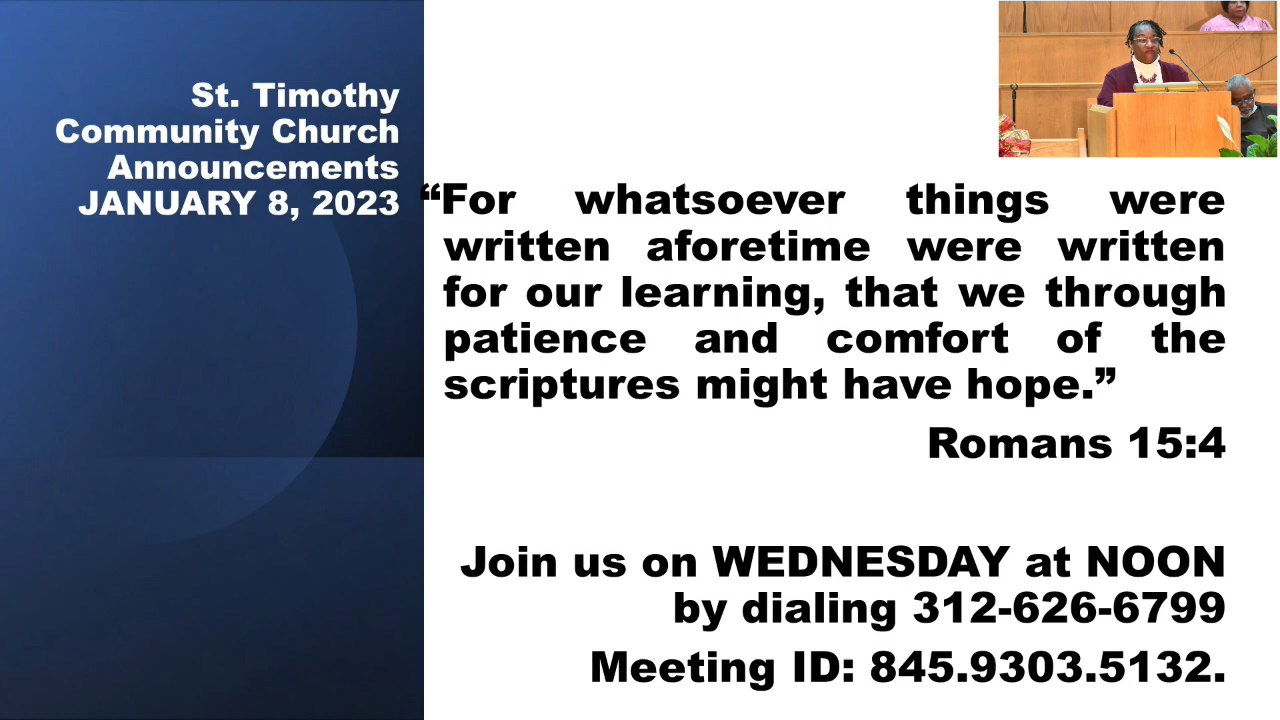 St. Timothy
Community Church
Announcements
JANUARY 8, 2023
“For whatsoever things were
written aforetime were written
for our learning, that we through
patience and comfort of the
scriptures might have hope.”
Romans 15:4
Join us on WEDNESDAY at NOON
by dialing 312-626-6799
Meeting ID: 845.9303.5132.